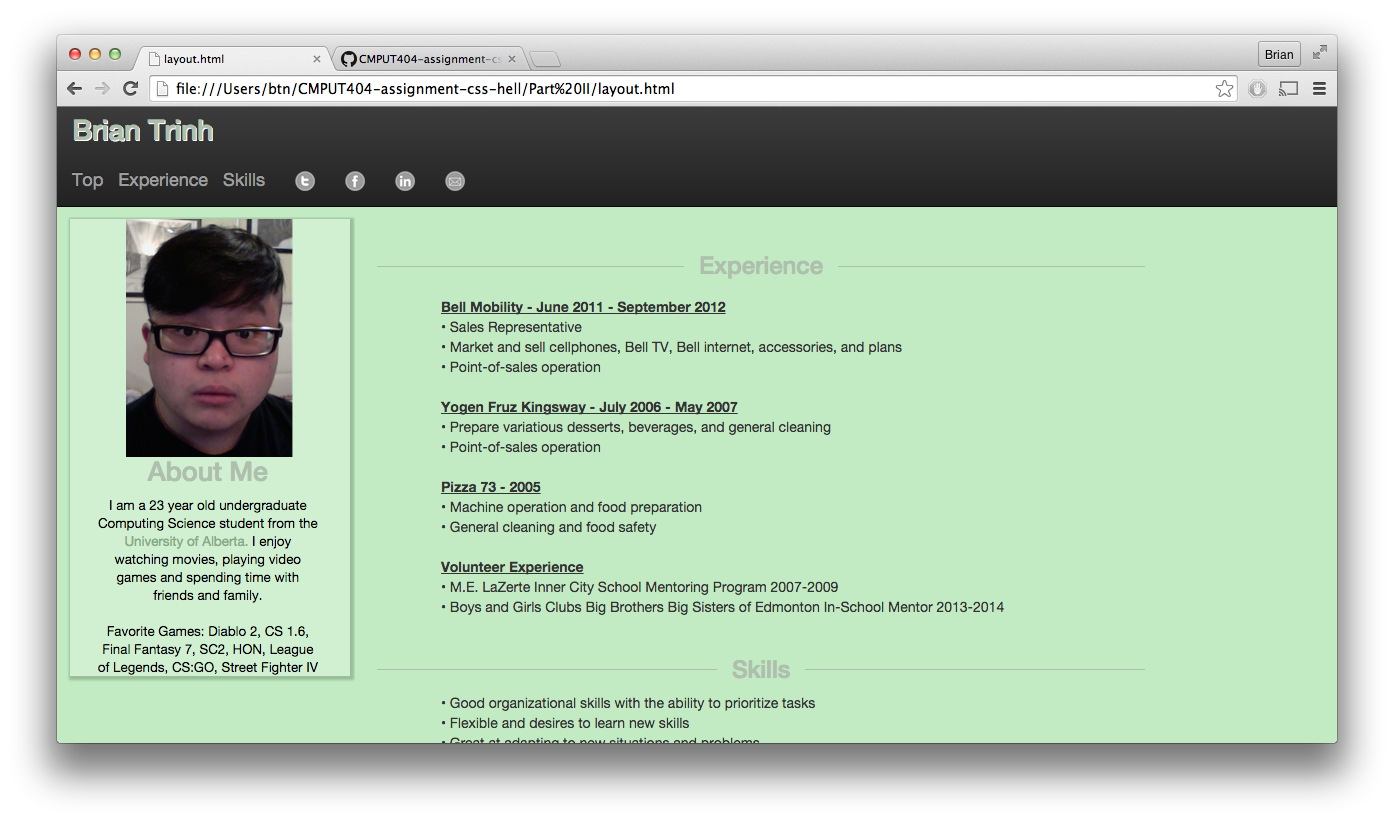 layout.html
CMPUT404-assignment-cs
Brian
file:///Users/btn/CMPUT404-assignment-css-hell/Part%20II/layout.html
Brian Trinh
Top Experience Skills
Experience
Bell Mobility - June 2011 - September 2012
• Sales Representative
• Market and sell cellphones, Bell TV, Bell internet, accessories, and plans
• Point-of-sales operation
Yogen Fruz Kingsway - July 2006 - May 2007
• Prepare variatious desserts, beverages, and general cleaning
• Point-of-sales operation
Pizza 73 - 2005
• Machine operation and food preparation
• General cleaning and food safety
Volunteer Experience
• M.E. LaZerte Inner City School Mentoring Program 2007-2009
• Boys and Girls Clubs Big Brothers Big Sisters of Edmonton In-School Mentor 2013-2014
Skills
• Good organizational skills with the ability to prioritize tasks
• Flexible and desires to learn new skills
• Great at adapting to new situations and problems
About Me
I am a 23 year old undergraduate
Computing Science student from the
University of Alberta. I enjoy
watching movies, playing video
games and spending time with
friends and family.
Favorite Games: Diablo 2, CS 1.6,
Final Fantasy 7, SC2, HON, League
of Legends, CS:GO, Street Fighter IV